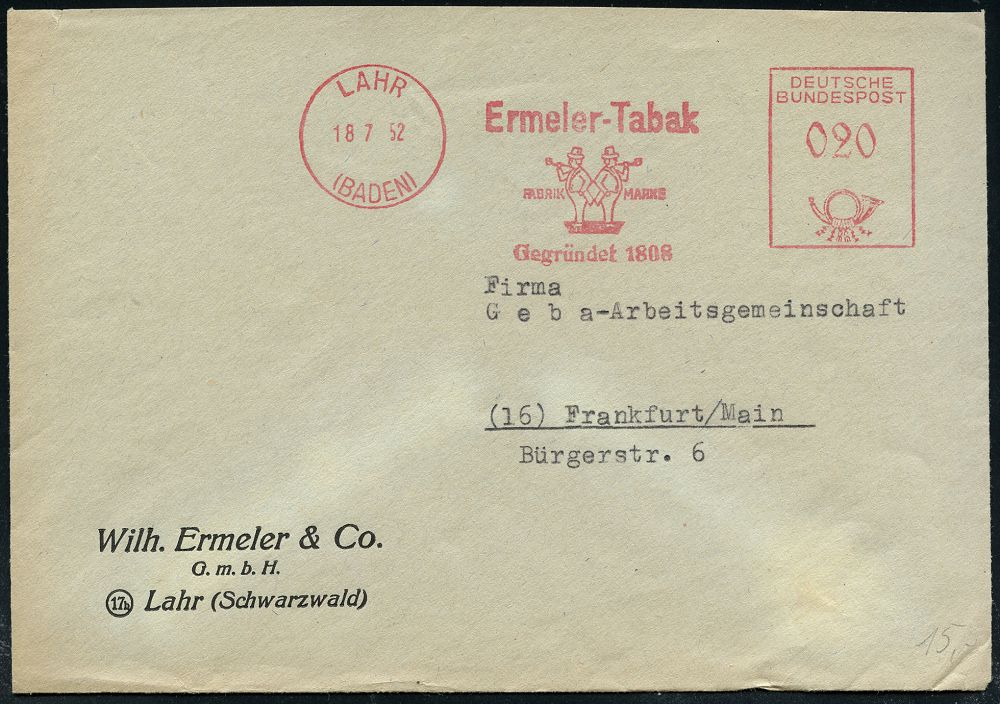 LAHR
18 7 52
(BADEN)
Ermeler-Tabak
FABRIK MARKE
Gegründet 1808
DEUTSCHE
BUNDESPOST
020
Firma
G e b a-Arbeitsgemeinschaft
(16) Frankfurt/Main
Bürgerstr. 6
Wilh. Ermeler & Co.
G. m. b. H.
17b Lahr (Schwarzwald)
15,-